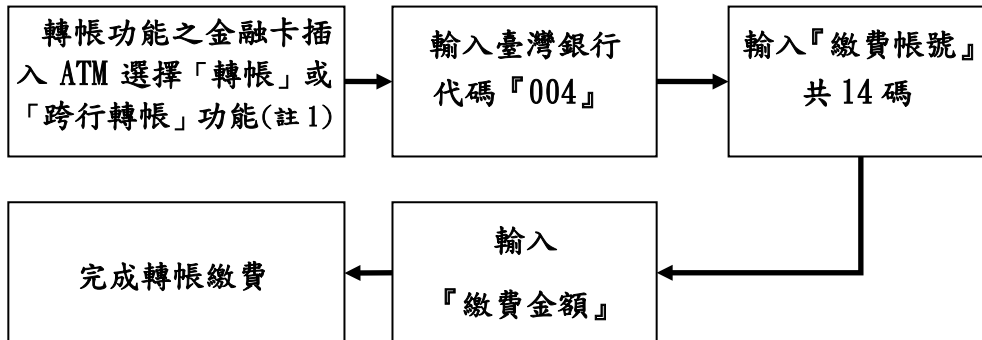 轉帳功能之金融卡插
入 ATM 選擇「轉帳」或
「跨行轉帳」功能(註1)
輸入臺灣銀行
代碼『004』
輸入『繳費帳號』
共 14 碼
輸入
『繳費金額』
完成轉帳繳費